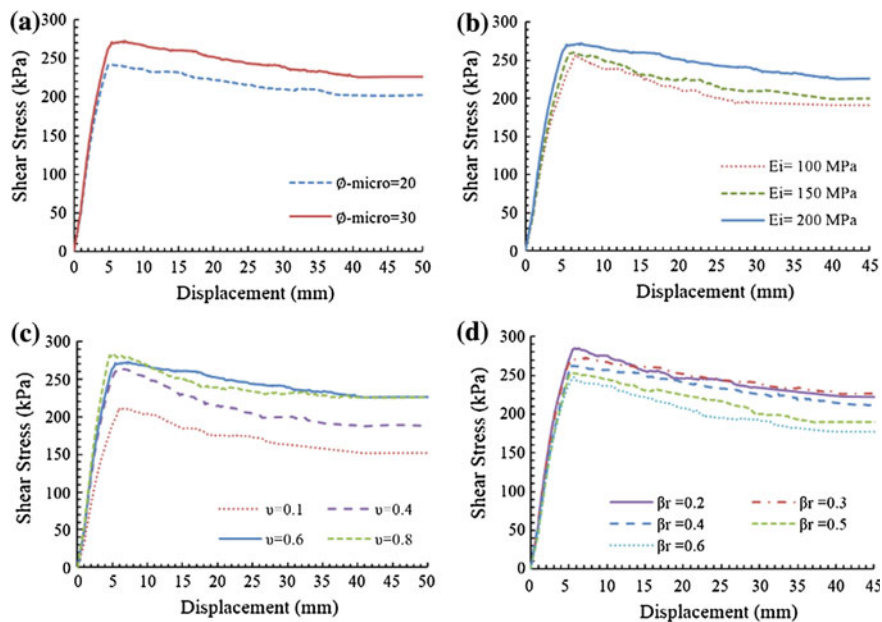 (a)
300
250
200
150
100
50
0
Shear Stress (kPa)
Ø-micro=20
Ø-micro=30
0 5 10 15 20 25 30 35 40 45 50
Displacement (mm)
(b)
300
250
200
150
100
50
0
Shear Stress (kPa)
Ei= 100 MPa
Ei= 150 MPa
Ei= 200 MPa
0 5 10 15 20 25 30 35 40 45
Displacement (mm)
(c)
300
250
200
150
100
50
0
Shear Stress (kPa)
υ=0.1 υ=0.4
υ=0.6 υ=0.8
0 5 10 15 20 25 30 35 40 45 50
Displacement (mm)
(d)
300
250
200
150
100
50
0
Shear Stress (kPa)
βr =0.2 βr =0.3
βr =0.4 βr =0.5
βr =0.6
0 5 10 15 20 25 30 35 40 45
Displacement (mm)